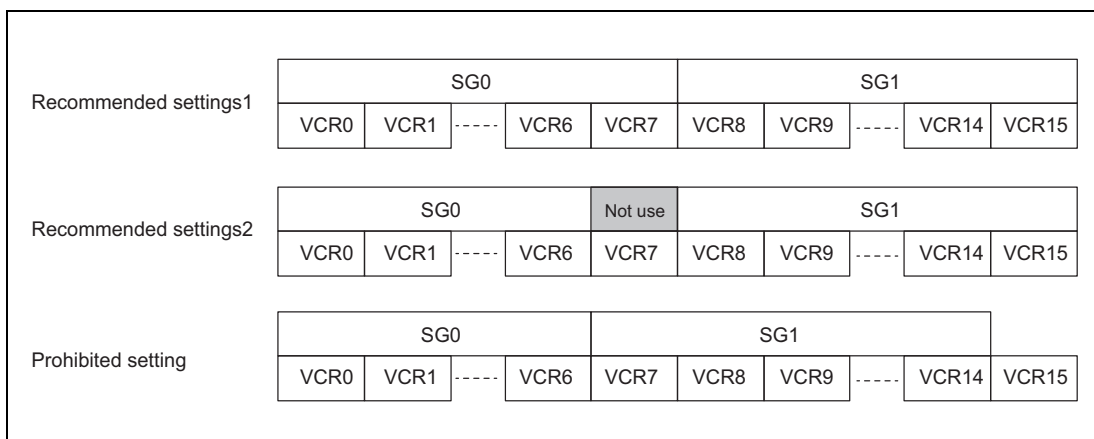 SG0 SG1
Recommended settings1
VCR0 VCR1 VCR6 VCR7 VCR8 VCR9 VCR14 VCR15
SG0 Not use SG1
Recommended settings2
VCR0 VCR1 VCR6 VCR7 VCR8 VCR9 VCR14 VCR15
SG0 SG1
Prohibited setting
VCR0 VCR1 VCR6 VCR7 VCR8 VCR9 VCR14 VCR15